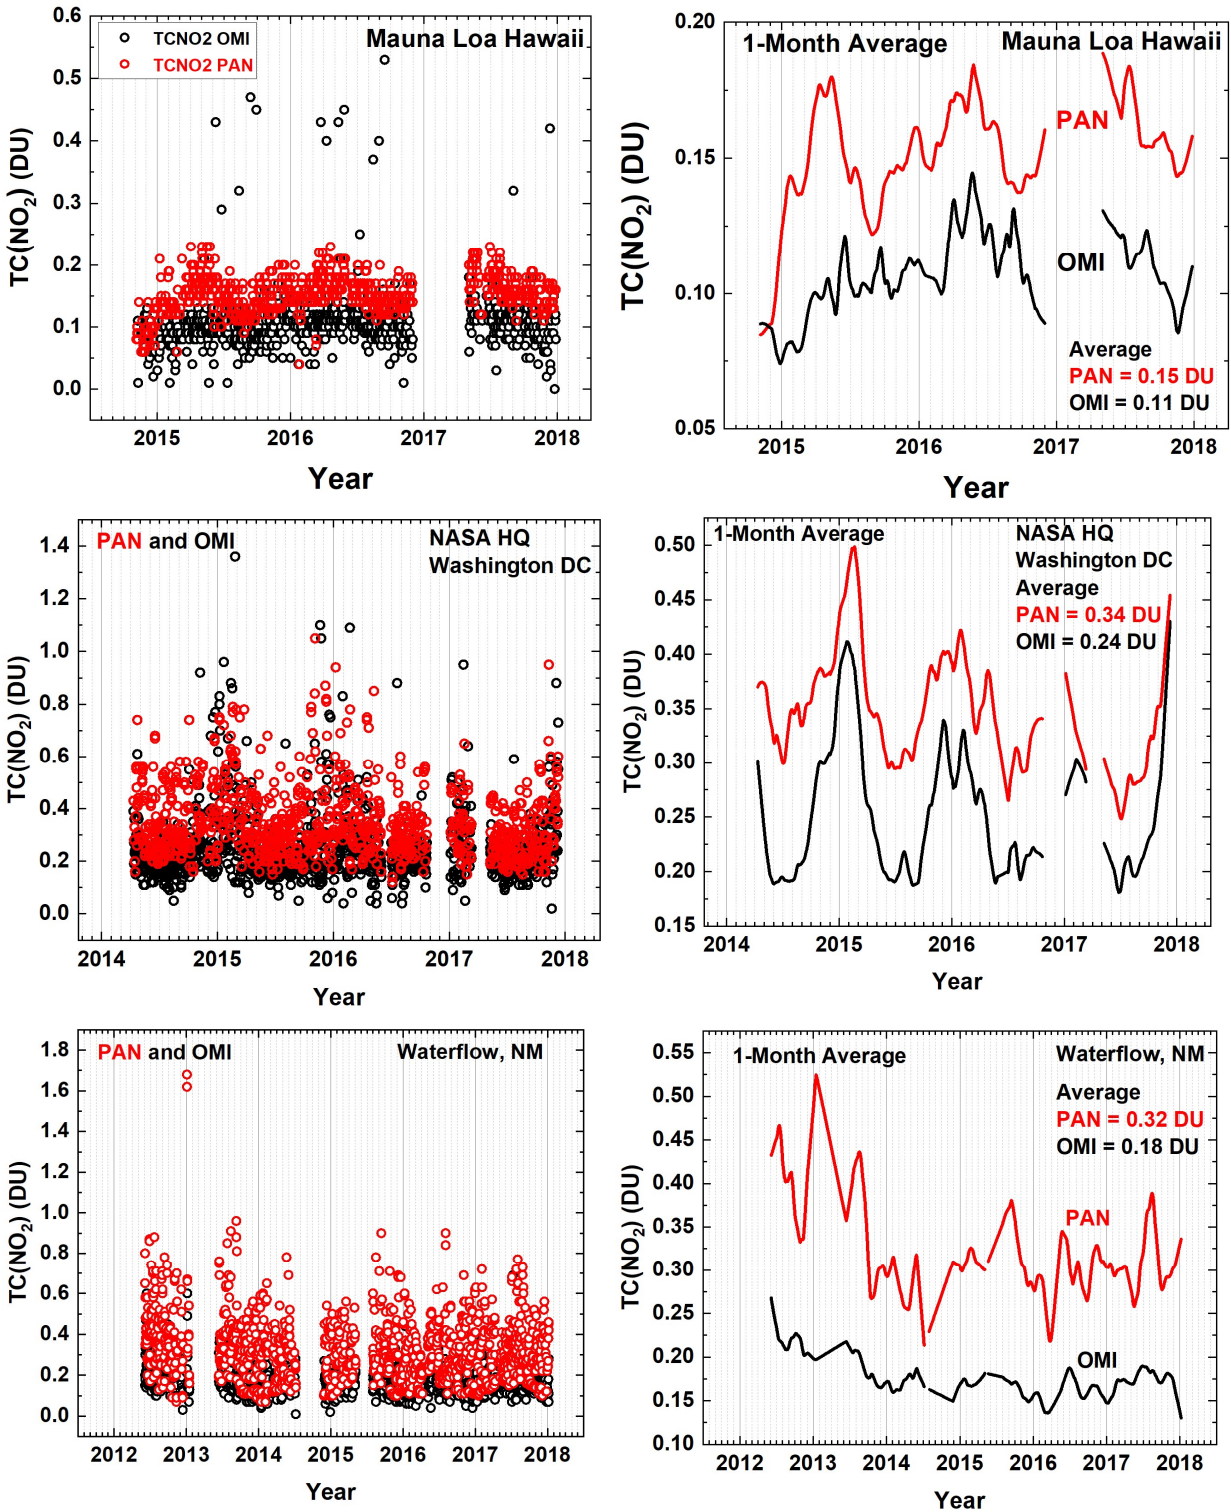 0.6
0.5
0.4
0.3
0.2
0.1
0.0
TC(NO2) (DU)
TCNO2 OMI
TCNO2 PAN
Mauna Loa Hawaii
2015 2016 2017 2018
Year
0.20
0.15
0.10
0.05
TC(NO2) (DU)
1-Month Average
Mauna Loa Hawaii
PAN
OMI
Average
PAN = 0.15 DU
OMI = 0.11 DU
2015 2016 2017 2018
Year
1.4
1.2
1.0
0.8
0.6
0.4
0.2
0.0
TC(NO2) (DU)
PAN and OMI
NASA HQ
Washington DC
2014 2015 2016 2017 2018
Year
0.50
0.45
0.40
0.35
0.30
0.25
0.20
0.15
TC(NO2) (DU)
1-Month Average
NASA HQ
Washington DC
Average
PAN = 0.34 DU
OMI = 0.24 DU
2014 2015 2016 2017 2018
Year
1.8
1.6
1.4
1.2
1.0
0.8
0.6
0.4
0.2
0.0
TC(NO2) (DU)
PAN and OMI
Waterflow, NM
2012 2013 2014 2015 2016 2017 2018
Year
0.55
0.50
0.45
0.40
0.35
0.30
0.25
0.20
0.15
0.10
TC(NO2) (DU)
1-Month Average
Waterflow, NM
Average
PAN = 0.32 DU
OMI = 0.18 DU
PAN
OMI
2012 2013 2014 2015 2016 2017 2018
Year